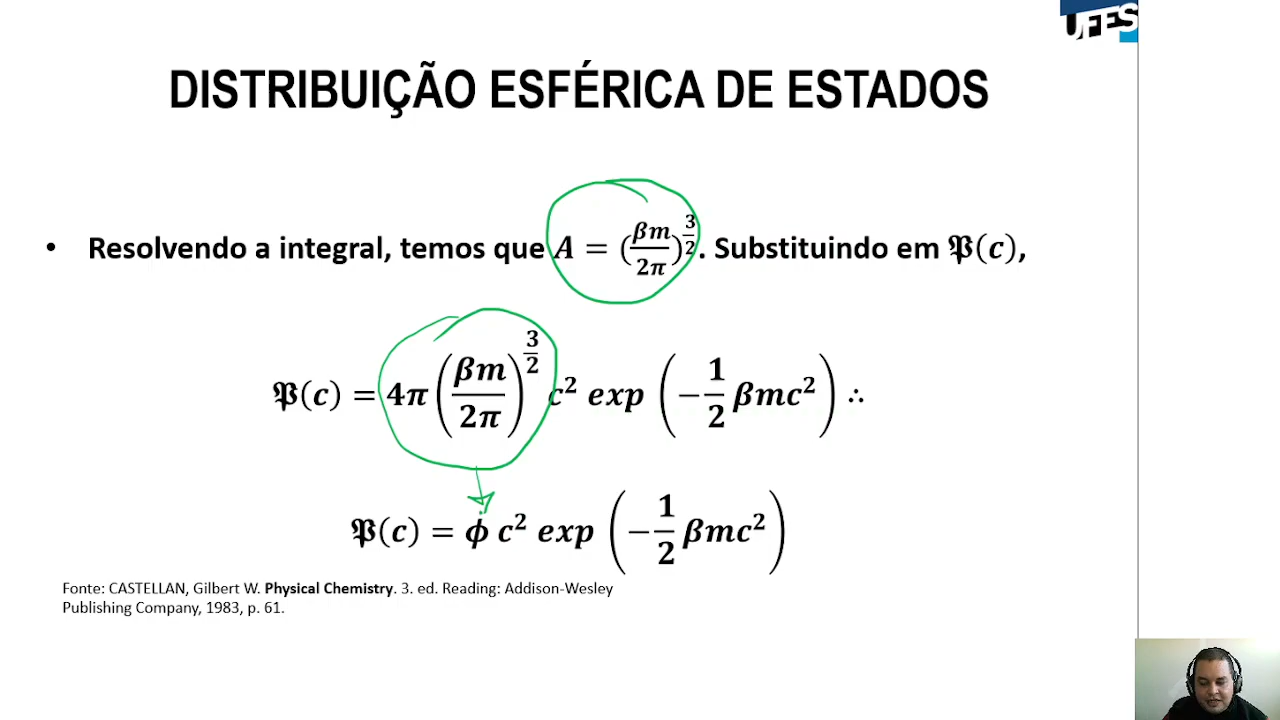 UFES
DISTRIBUIÇÃO ESFÉRICA DE ESTADOS
• Resolvendo a integral, temos que A = (βm/2π)^(3/2). Substituindo em 𝔓(c),
𝔓(c) = 4π (βm/2π)^(3/2) c² exp (−1/2 βmc²) ∴
𝔓(c) = ϕ c² exp (−1/2 βmc²)
Fonte: CASTELLAN, Gilbert W. Physical Chemistry. 3. ed. Reading: Addison-Wesley
Publishing Company, 1983, p. 61.